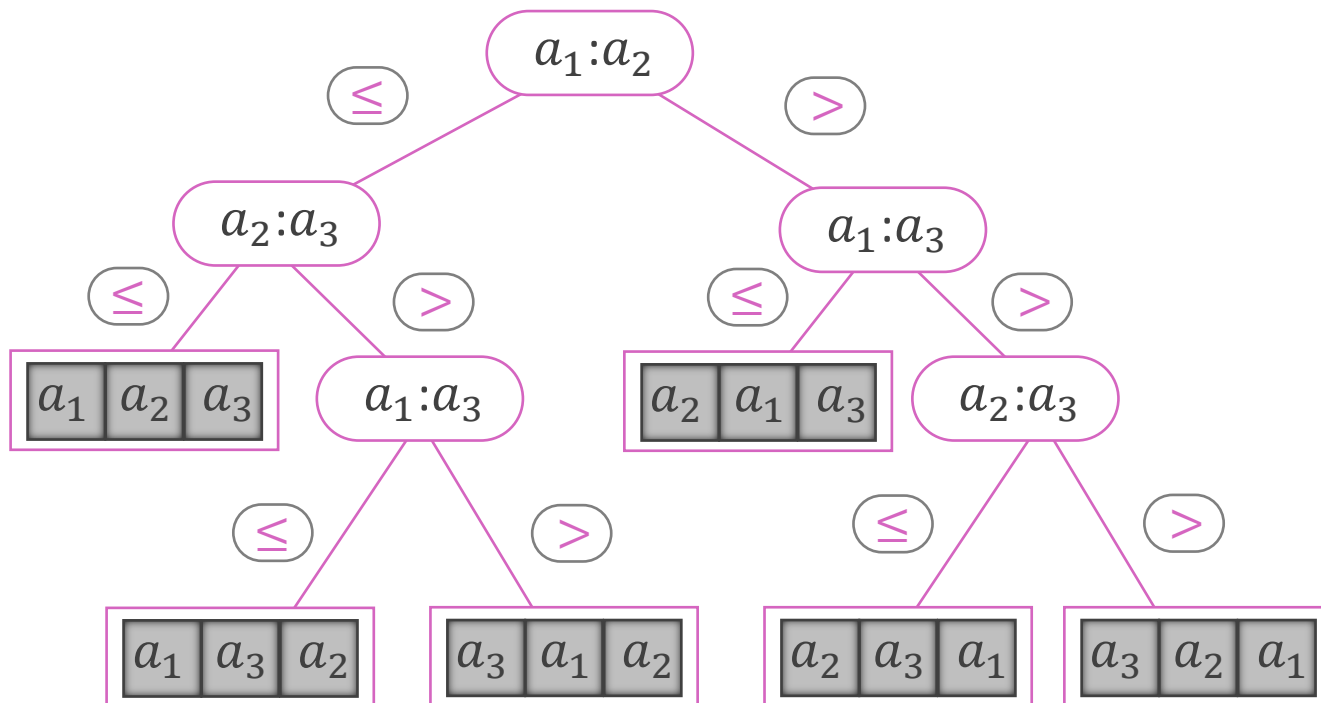 a₁:a₂
≤ >
a₂:a₃ a₁:a₃
≤ > ≤ >
a₁ a₂ a₃ a₁:a₃ a₂ a₁ a₃ a₂:a₃
≤ > ≤ >
a₁ a₃ a₂ a₃ a₁ a₂ a₂ a₃ a₁ a₃ a₂ a₁